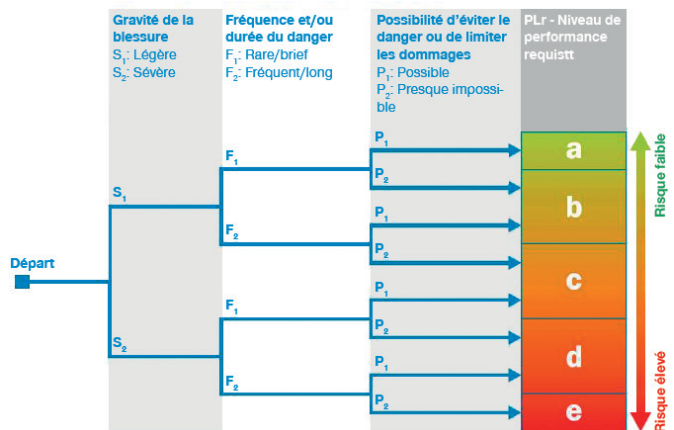 Gravité de la
blessure
S₁: Légère
S₂: Sévère
Fréquence et/ou
durée du danger
F₁: Rare/brief
F₂: Fréquent/long
Possibilité d'éviter le
danger ou de limiter
les dommages
P₁: Possible
P₂: Presque impossi-
ble
PLr - Niveau de
performance
requistt
Départ
S₁
S₂
F₁
F₂
F₁
F₂
P₁
P₂
P₁
P₂
P₁
P₂
P₁
P₂
a
b
c
d
e
Risque faible
Risque élevé